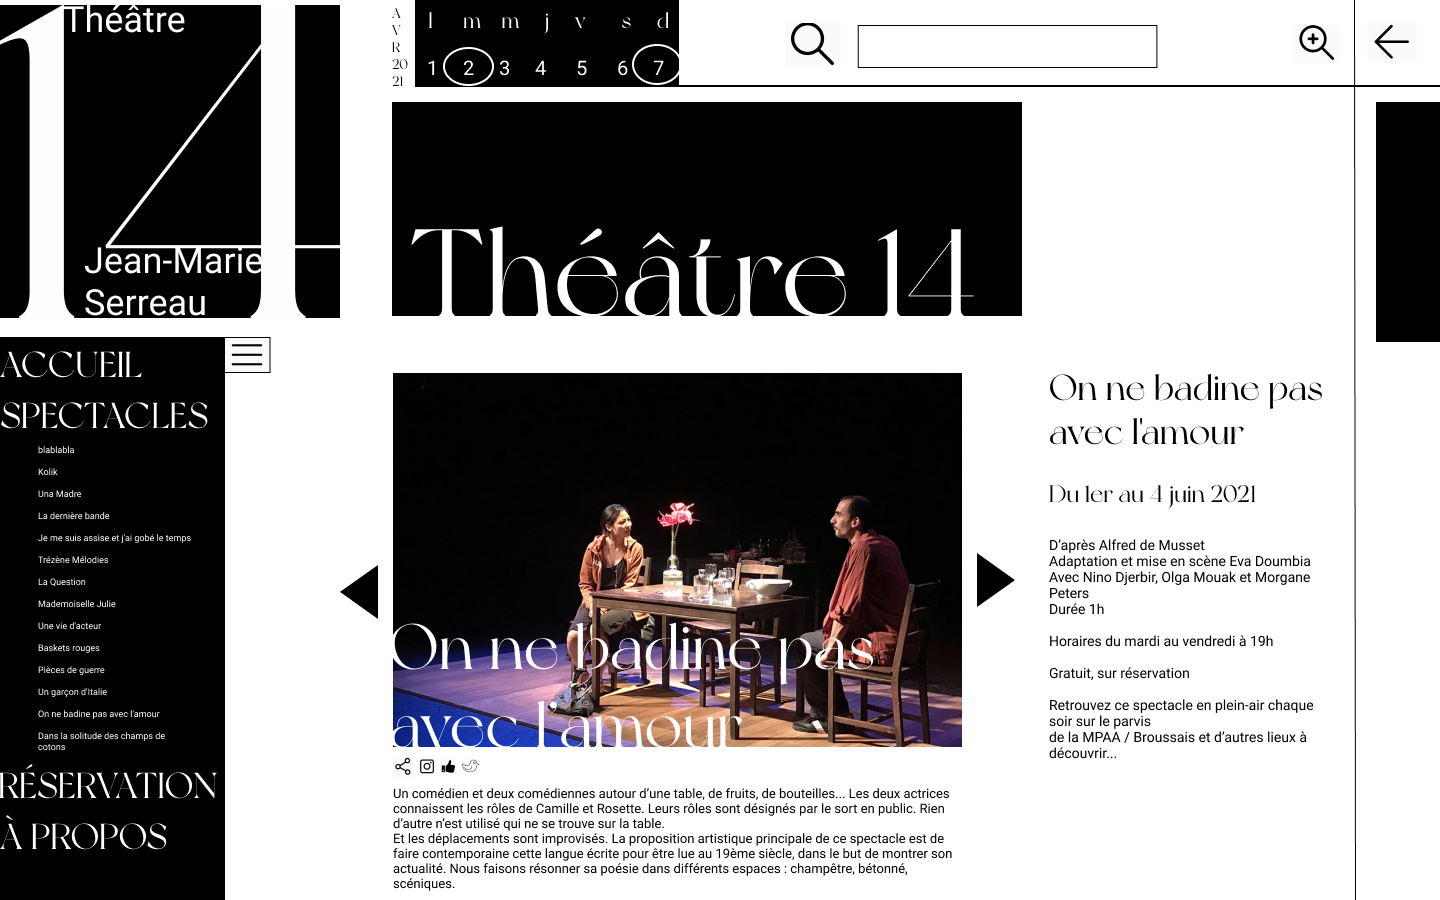 Théâtre
14
Jean-Marie
Serreau
A
V
R
20
21
l m m j v s d
1 2 3 4 5 6 7
Théâtre 14
ACCUEIL
SPECTACLES
blablabla
Kolik
Una Madre
La dernière bande
Je me suis assise et j'ai gobé le temps
Trézène Mélodies
La Question
Mademoiselle Julie
Une vie d'acteur
Baskets rouges
Pièces de guerre
Un garçon d'Italie
On ne badine pas avec l'amour
Dans la solitude des champs de
cotons
RÉSERVATION
À PROPOS
On ne badine pas
avec l'amour
Un comédien et deux comédiennes autour d’une table, de fruits, de bouteilles... Les deux actrices
connaissent les rôles de Camille et Rosette. Leurs rôles sont désignés par le sort en public. Rien
d’autre n’est utilisé qui ne se trouve sur la table.
Et les déplacements sont improvisés. La proposition artistique principale de ce spectacle est de
faire contemporaine cette langue écrite pour être lue au 19ème siècle, dans le but de montrer son
actualité. Nous faisons résonner sa poésie dans différents espaces : champêtre, bétonné,
scéniques.
On ne badine pas
avec l'amour
Du 1er au 4 juin 2021
D’après Alfred de Musset
Adaptation et mise en scène Eva Doumbia
Avec Nino Djerbir, Olga Mouak et Morgane
Peters
Durée 1h
Horaires du mardi au vendredi à 19h
Gratuit, sur réservation
Retrouvez ce spectacle en plein-air chaque
soir sur le parvis
de la MPAA / Broussais et d’autres lieux à
découvrir...